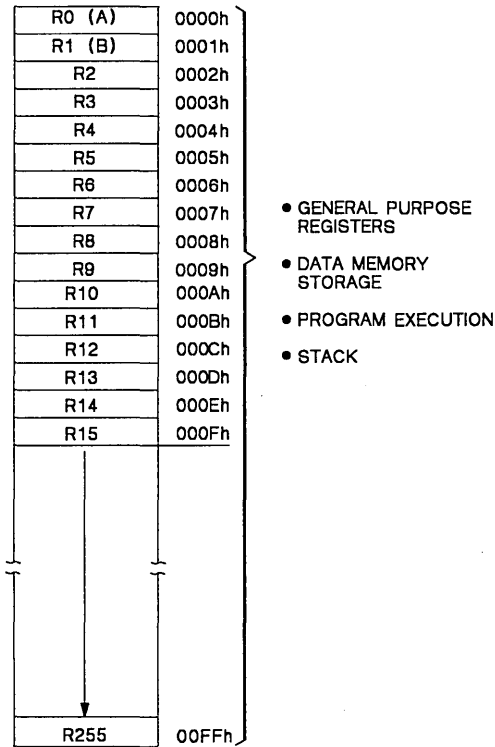 R0 (A) 0000h
R1 (B) 0001h
R2 0002h
R3 0003h
R4 0004h
R5 0005h
R6 0006h
R7 0007h
R8 0008h
R9 0009h
R10 000Ah
R11 000Bh
R12 000Ch
R13 000Dh
R14 000Eh
R15 000Fh
R255 00FFh
• GENERAL PURPOSE
REGISTERS
• DATA MEMORY
STORAGE
• PROGRAM EXECUTION
• STACK